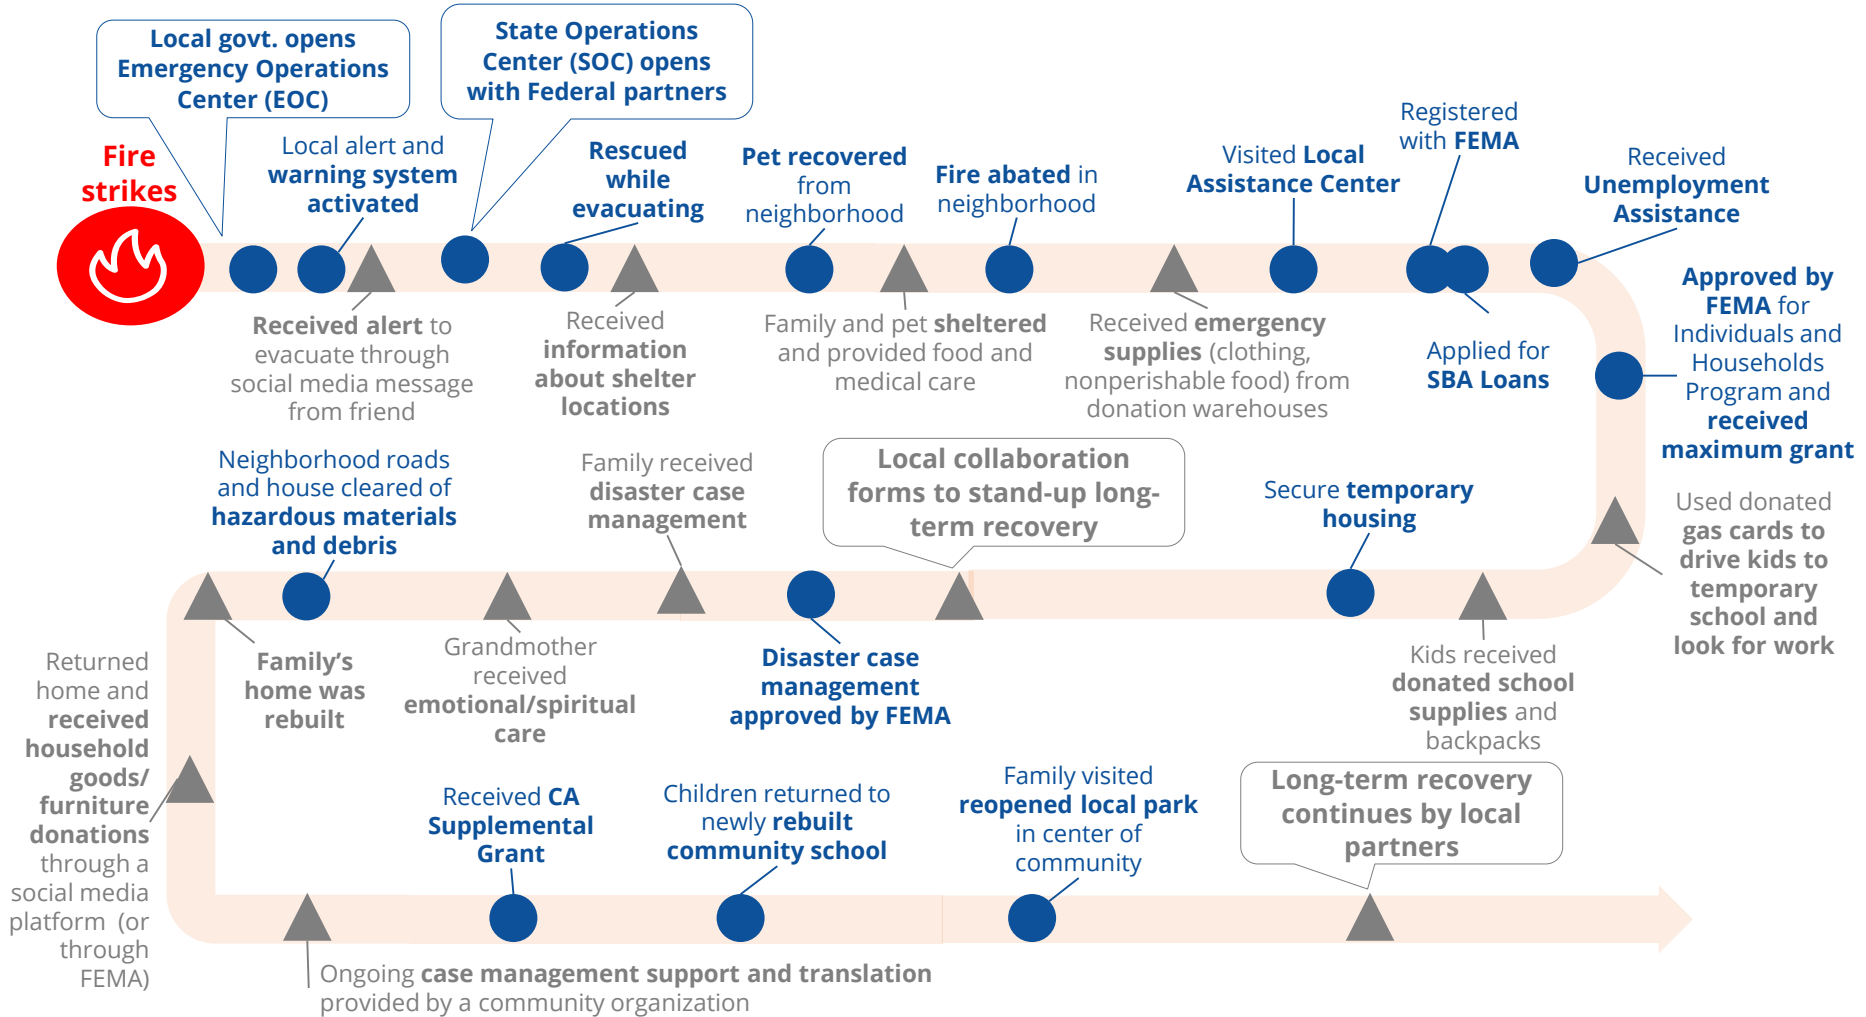 Local govt. opens
Emergency Operations
Center (EOC)
State Operations
Center (SOC) opens
with Federal partners
Fire
strikes
Local alert and
warning system
activated
Rescued
while
evacuating
Pet recovered
from
neighborhood
Fire abated in
neighborhood
Visited Local
Assistance Center
Registered
with FEMA
Received
Unemployment
Assistance
Received alert to
evacuate through
social media message
from friend
Received
information
about shelter
locations
Family and pet sheltered
and provided food and
medical care
Received emergency
supplies (clothing,
nonperishable food) from
donation warehouses
Applied for
SBA Loans
Approved by
FEMA for
Individuals and
Households
Program and
received
maximum grant
Used donated
gas cards to
drive kids to
temporary
school and
look for work
Kids received
donated school
supplies and
backpacks
Secure temporary
housing
Local collaboration
forms to stand-up long-
term recovery
Disaster case
management
approved by FEMA
Family received
disaster case
management
Grandmother
received
emotional/spiritual
care
Neighborhood roads
and house cleared of
hazardous materials
and debris
Family’s
home was
rebuilt
Returned
home and
received
household
goods/
furniture
donations
through a
social media
platform (or
through
FEMA)
Ongoing case management support and translation
provided by a community organization
Received CA
Supplemental
Grant
Children returned to
newly rebuilt
community school
Family visited
reopened local park
in center of
community
Long-term recovery
continues by local
partners